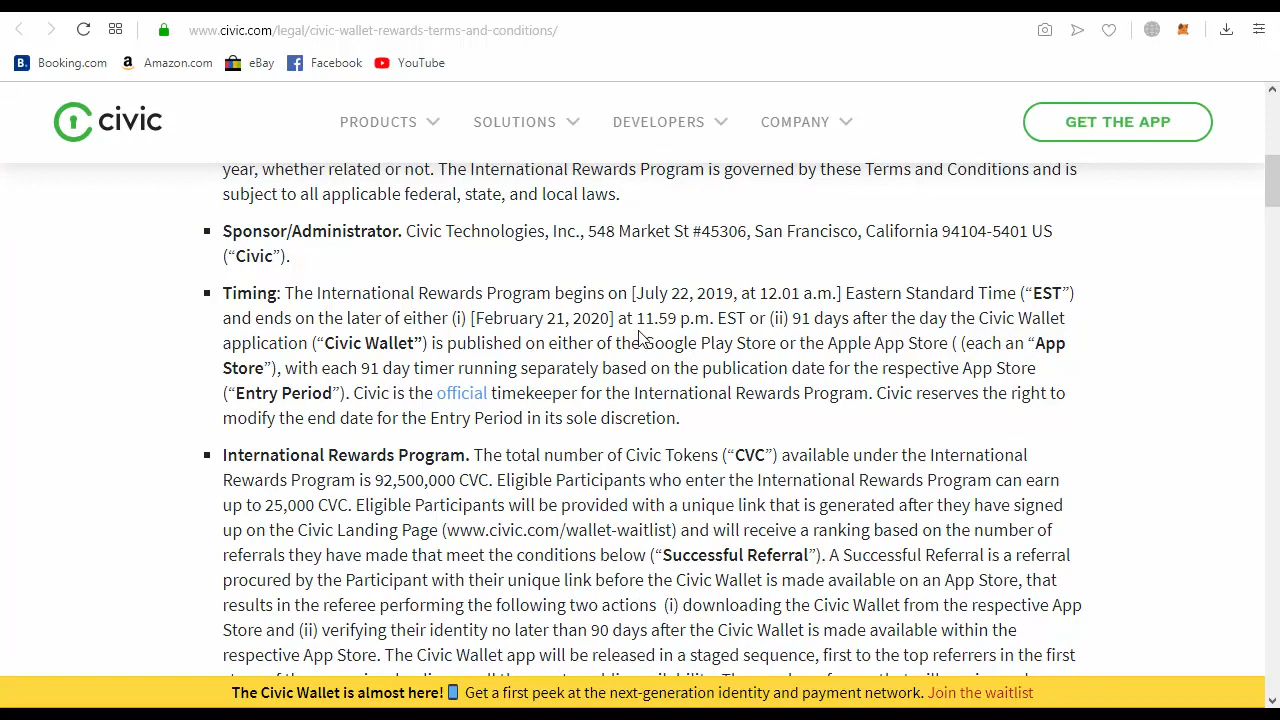 www.civic.com/legal/civic-wallet-rewards-terms-and-conditions/
B. Booking.com a Amazon.com eBay Facebook YouTube
civic PRODUCTS SOLUTIONS DEVELOPERS COMPANY GET THE APP
year, whether related or not. The International Rewards Program is governed by these Terms and Conditions and is
subject to all applicable federal, state, and local laws.
Sponsor/Administrator. Civic Technologies, Inc., 548 Market St #45306, San Francisco, California 94104-5401 US
(“Civic”).
Timing: The International Rewards Program begins on [July 22, 2019, at 12.01 a.m.] Eastern Standard Time (“EST”)
and ends on the later of either (i) [February 21, 2020] at 11.59 p.m. EST or (ii) 91 days after the day the Civic Wallet
application (“Civic Wallet”) is published on either of the Google Play Store or the Apple App Store ( (each an “App
Store”), with each 91 day timer running separately based on the publication date for the respective App Store
(“Entry Period”). Civic is the official timekeeper for the International Rewards Program. Civic reserves the right to
modify the end date for the Entry Period in its sole discretion.
International Rewards Program. The total number of Civic Tokens (“CVC”) available under the International
Rewards Program is 92,500,000 CVC. Eligible Participants who enter the International Rewards Program can earn
up to 25,000 CVC. Eligible Participants will be provided with a unique link that is generated after they have signed
up on the Civic Landing Page (www.civic.com/wallet-waitlist) and will receive a ranking based on the number of
referrals they have made that meet the conditions below (“Successful Referral”). A Successful Referral is a referral
procured by the Participant with their unique link before the Civic Wallet is made available on an App Store, that
results in the referee performing the following two actions (i) downloading the Civic Wallet from the respective App
Store and (ii) verifying their identity no later than 90 days after the Civic Wallet is made available within the
respective App Store. The Civic Wallet app will be released in a staged sequence, first to the top referrers in the first
The Civic Wallet is almost here! Get a first peek at the next-generation identity and payment network. Join the waitlist